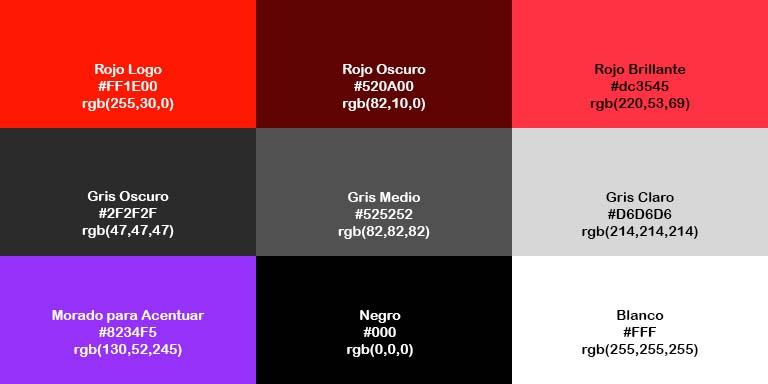 Rojo Logo
#FF1E00
rgb(255,30,0)
Rojo Oscuro
#520A00
rgb(82,10,0)
Rojo Brillante
#dc3545
rgb(220,53,69)
Gris Oscuro
#2F2F2F
rgb(47,47,47)
Gris Medio
#525252
rgb(82,82,82)
Gris Claro
#D6D6D6
rgb(214,214,214)
Morado para Acentuar
#8234F5
rgb(130,52,245)
Negro
#000
rgb(0,0,0)
Blanco
#FFF
rgb(255,255,255)